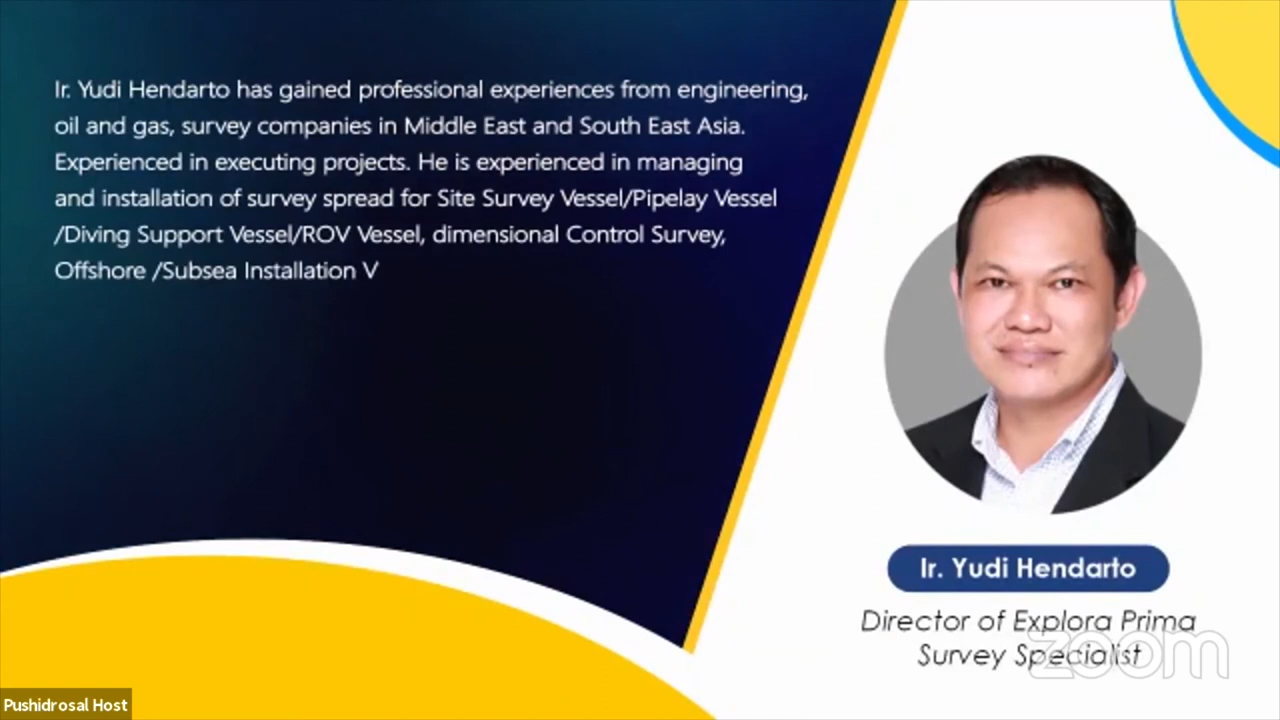 Ir. Yudi Hendarto has gained professional experiences from engineering,
oil and gas, survey companies in Middle East and South East Asia.
Experienced in executing projects. He is experienced in managing
and installation of survey spread for Site Survey Vessel/Pipelay Vessel
/Diving Support Vessel/ROV Vessel, dimensional Control Survey,
Offshore /Subsea Installation V
Ir. Yudi Hendarto
Director of Explora Prima
Survey Specialist
zoom
Pushidrosal Host